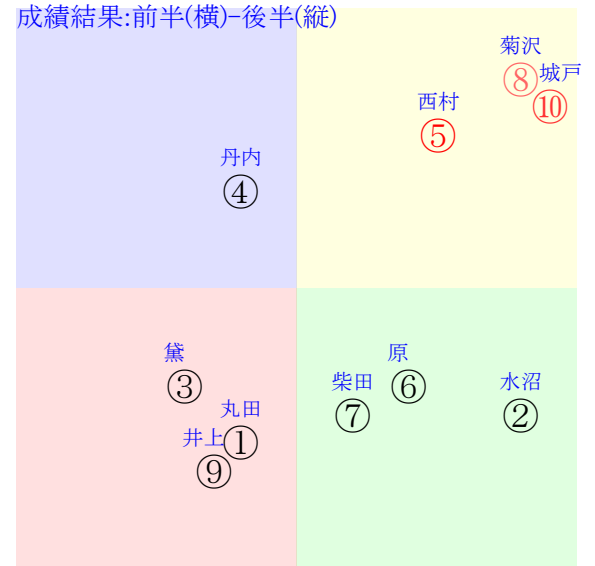 成績結果:前半(横)-後半(縦)
菊沢
⑧
城戸
⑩
西村
⑤
丹内
④
黛
③
原
⑥
柴田
⑦
水沼
②
丸田
①
井上
⑨